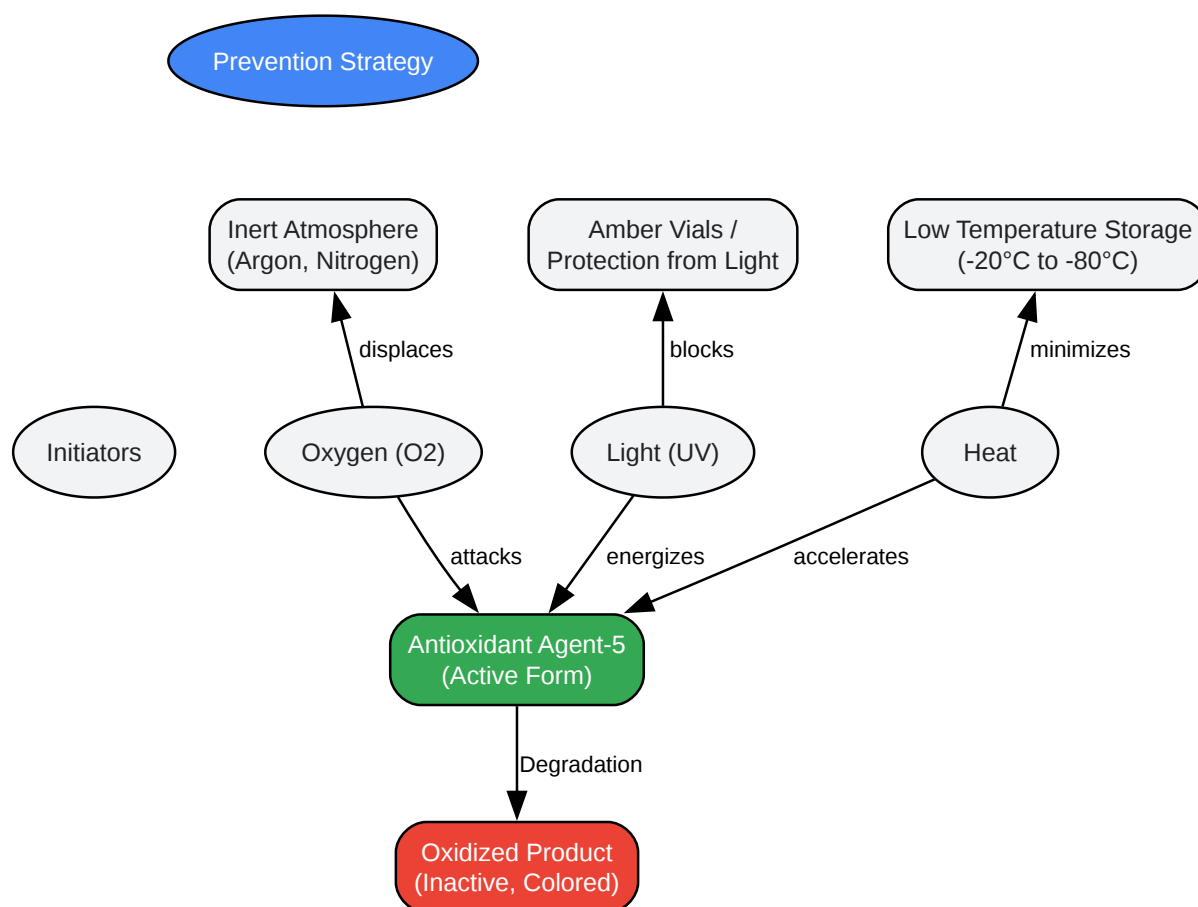 Prevention Strategy
Inert Atmosphere
(Argon, Nitrogen)
Amber Vials /
Protection from Light
Low Temperature Storage
(-20°C to -80°C)
displaces
blocks
minimizes
Initiators
Oxygen (O2)
Light (UV)
Heat
attacks
energizes
accelerates
Antioxidant Agent-5
(Active Form)
Degradation
Oxidized Product
(Inactive, Colored)